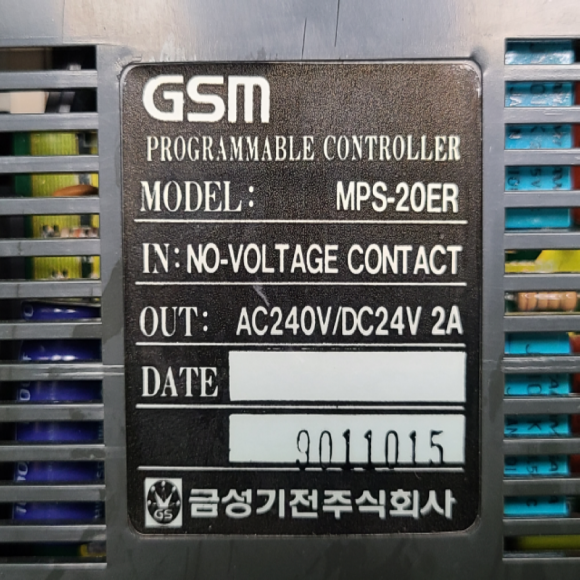 GSM
PROGRAMMABLE CONTROLLER
MODEL: MPS-20ER
IN: NO-VOLTAGE CONTACT
OUT: AC240V/DC24V 2A
DATE
9011015
GS 금성기전주식회사